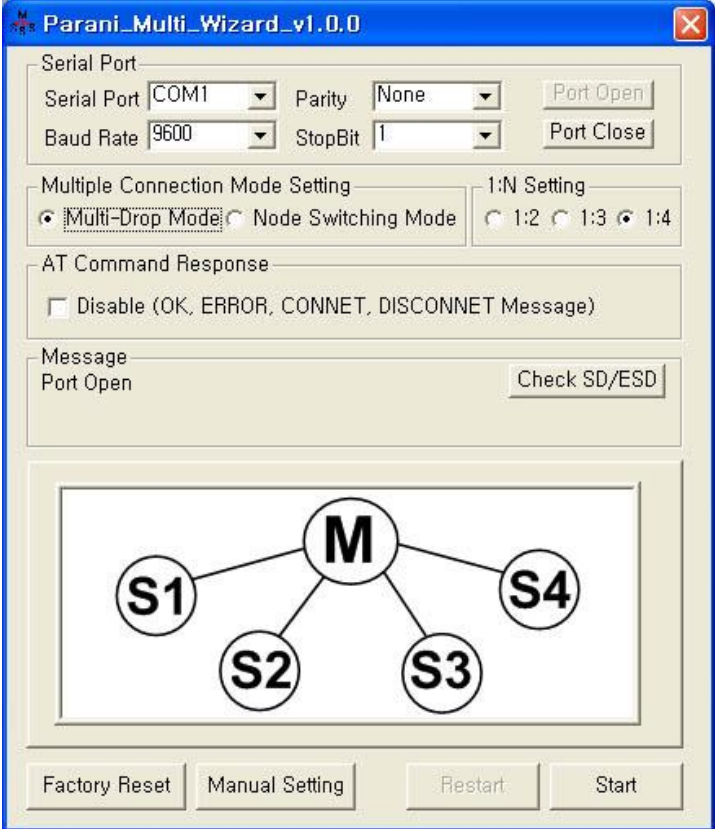 Parani_Multi_Wizard_v1.0.0
Serial Port
Serial Port COM1 Parity None Port Open
Baud Rate 9600 StopBit 1 Port Close
Multiple Connection Mode Setting 1:N Setting
Multi-Drop Mode Node Switching Mode 1:2 1:3 1:4
AT Command Response
Disable (OK, ERROR, CONNET, DISCONNET Message)
Message
Port Open Check SD/ESD
M
S1 S4
S2 S3
Factory Reset Manual Setting Restart Start